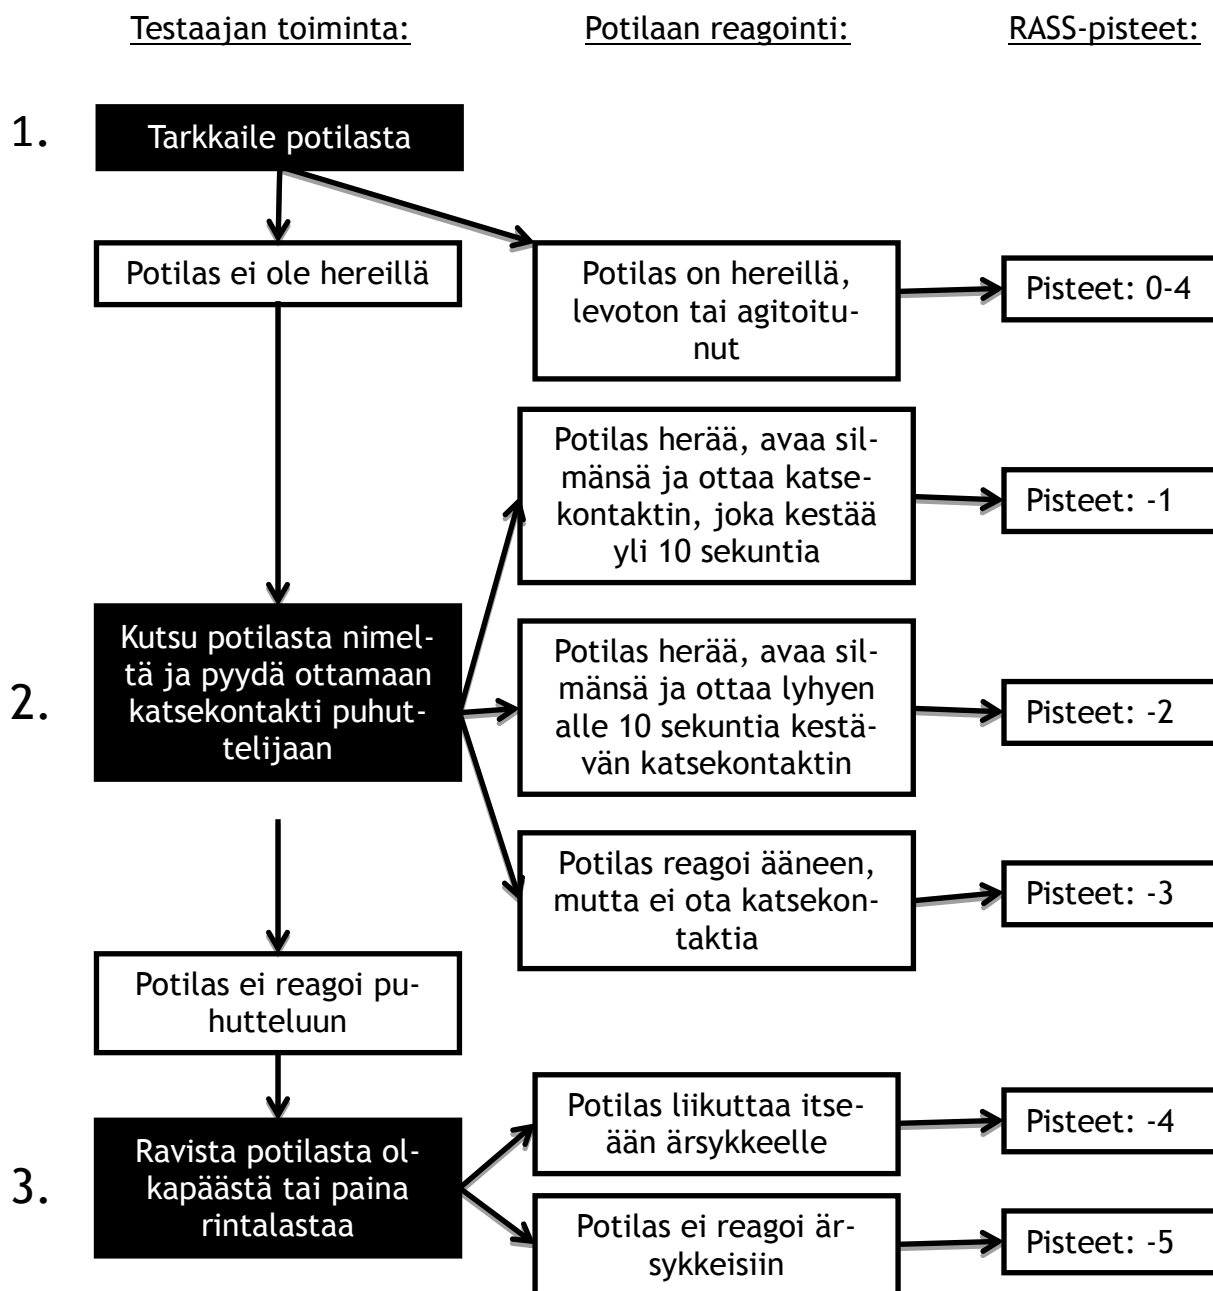 Testaajan toiminta:
Potilaan reagointi:
RASS-pisteet:
1.
Tarkkaile potilasta
Potilas ei ole hereillä
Potilas on hereillä,
levoton tai agitoitu-
nut
Pisteet: 0-4
Potilas herää, avaa sil-
mänsä ja ottaa katse-
kontaktin, joka kestää
yli 10 sekuntia
Pisteet: -1
2.
Kutsu potilasta nimel-
tä ja pyydä ottamaan
katsekontakti puhut-
telijaan
Potilas herää, avaa sil-
mänsä ja ottaa lyhyen
alle 10 sekuntia kestä-
vän katsekontaktin
Pisteet: -2
Potilas reagoi ääneen,
mutta ei ota katsekon-
taktia
Pisteet: -3
Potilas ei reagoi pu-
hutteluun
3.
Ravista potilasta ol-
kapäästä tai paina
rintalastaa
Potilas liikuttaa itse-
ään ärsykkeelle
Pisteet: -4
Potilas ei reagoi är-
sykkeisiin
Pisteet: -5